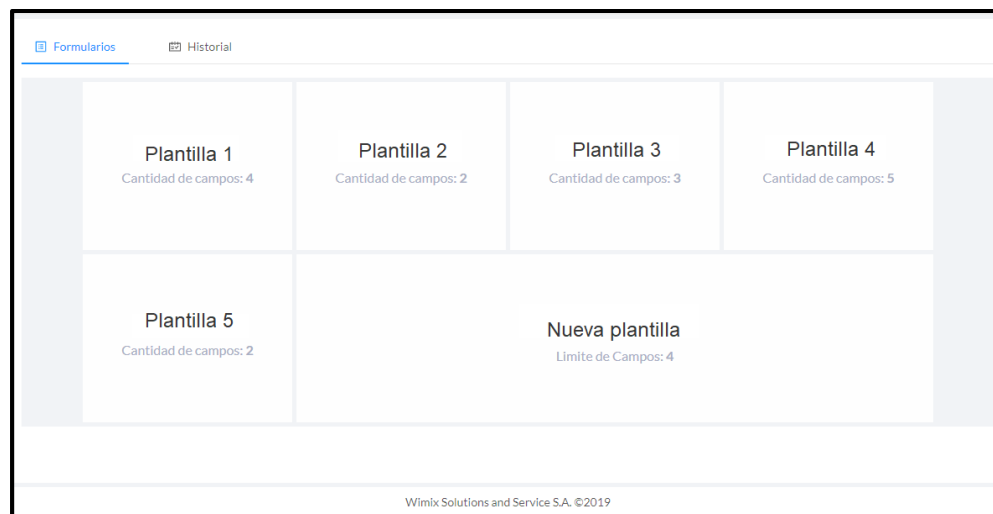 Formularios
Historial
Plantilla 1
Cantidad de campos: 4
Plantilla 2
Cantidad de campos: 2
Plantilla 3
Cantidad de campos: 3
Plantilla 4
Cantidad de campos: 5
Plantilla 5
Cantidad de campos: 2
Nueva plantilla
Limite de Campos: 4
Wimix Solutions and Service S.A. ©2019